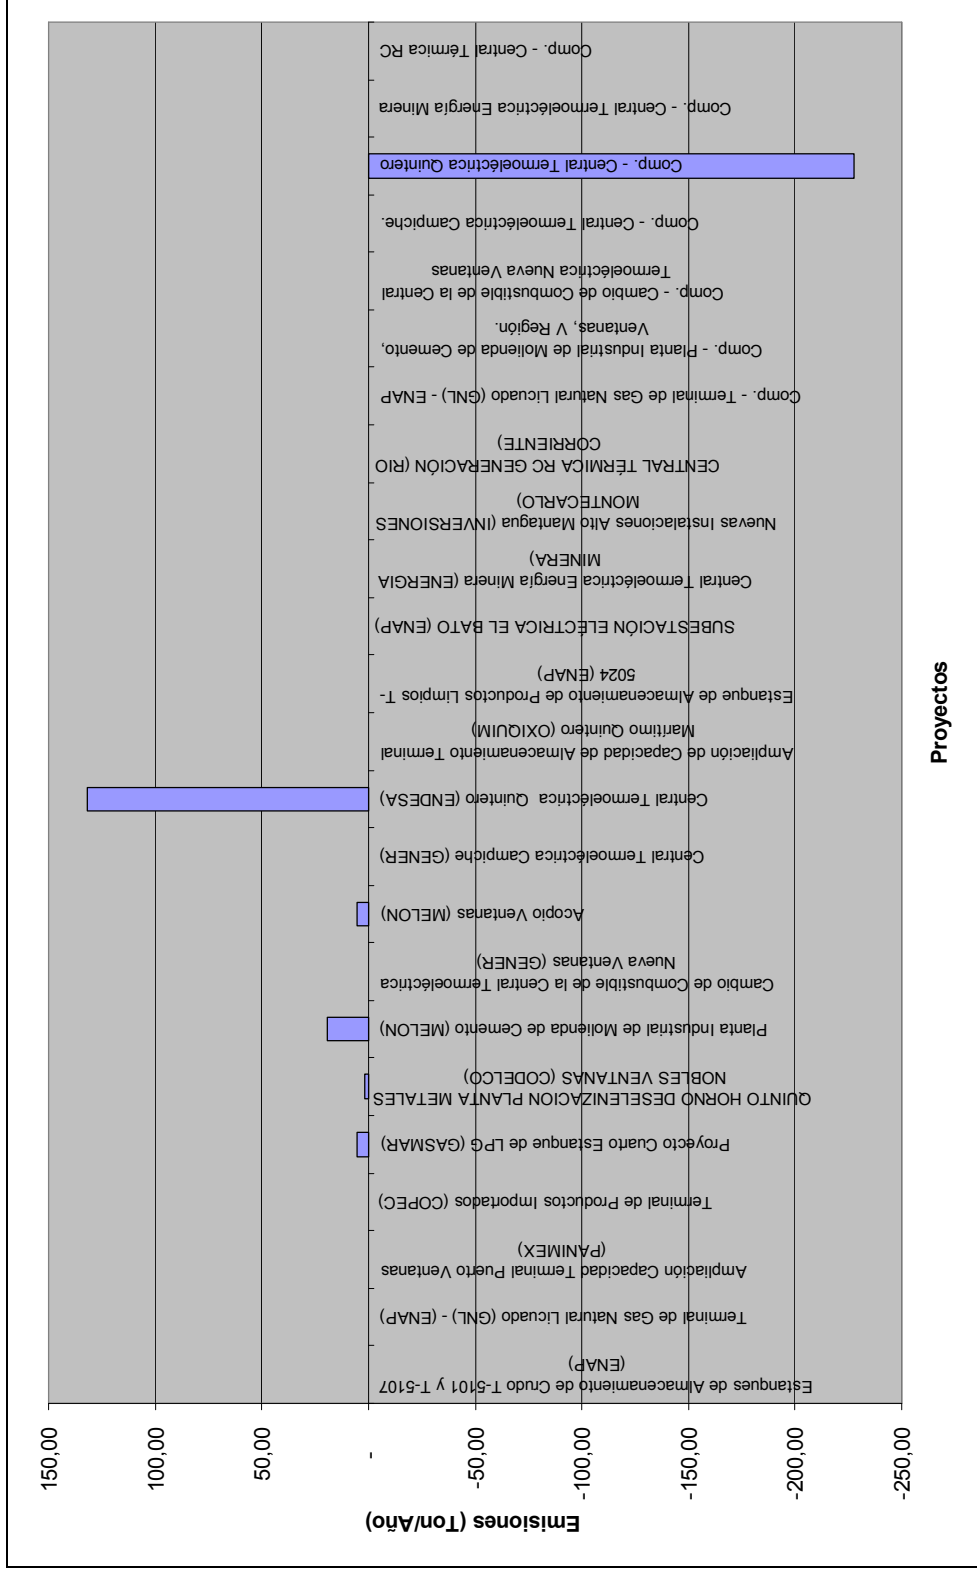 Emisiones (Ton/Año)
150,00
100,00
50,00
-
-50,00
-100,00
-150,00
-200,00
-250,00
Estanques de Almacenamiento de Crudo T-5101 y T-5107
(ENAP)
Terminal de Gas Natural Licuado (GNL) - (ENAP)
Ampliación Capacidad Terminal Puerto Ventanas
(PANIMEX)
Terminal de Productos Importados (COPEC)
Proyecto Cuarto Estanque de LPG (GASMAR)
QUINTO HORNO DESELENIZACION PLANTA METALES
NOBLES VENTANAS (CODELCO)
Planta Industrial de Molienda de Cemento (MELON)
Cambio de Combustible de la Central Termoeléctrica
Nueva Ventanas (GENER)
Acopio Ventanas (MELON)
Central Termoeléctrica Campiche (GENER)
Central Termoeléctrica Quintero (ENDESA)
Ampliación de Capacidad de Almacenamiento Terminal
Marítimo Quintero (OXIQUIM)
Estanque de Almacenamiento de Productos Limpios T-
5024 (ENAP)
SUBESTACIÓN ELÉCTRICA EL BATO (ENAP)
Central Termoeléctrica Energía Minera (ENERGIA
MINERA)
Nuevas Instalaciones Alto Mantagua (INVERSIONES
MONTECARLO)
CENTRAL TÉRMICA RC GENERACIÓN (RIO
CORRIENTE)
Comp. - Terminal de Gas Natural Licuado (GNL) - ENAP
Comp. - Planta Industrial de Molienda de Cemento,
Ventanas, V Región.
Comp. - Cambio de Combustible de la Central
Termoeléctrica Nueva Ventanas
Comp. - Central Termoeléctrica Campiche.
Comp. - Central Termoeléctrica Quintero
Comp. - Central Termoeléctrica Energía Minera
Comp. - Central Térmica RC
Proyectos